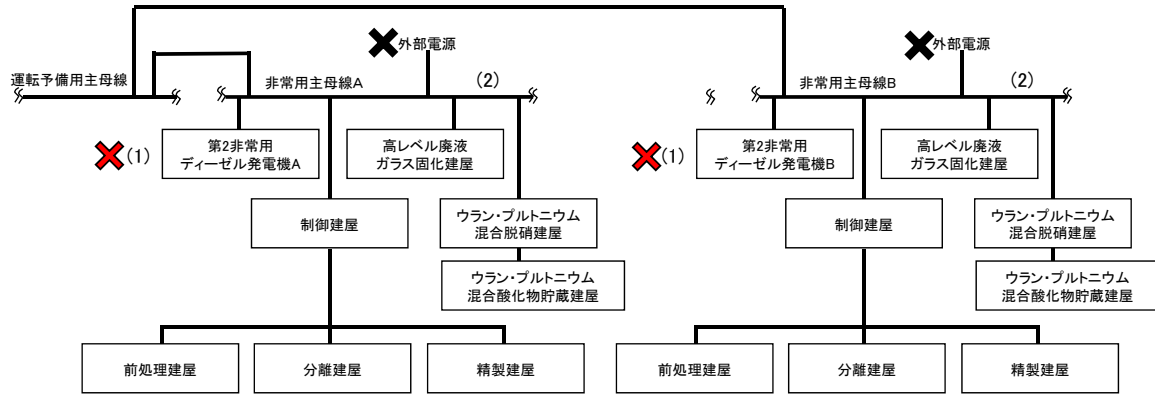 外部電源
外部電源
運転予備用主母線
非常用主母線A
(2)
非常用主母線B
(2)
(1)
第2非常用
ディーゼル発電機A
高レベル廃液
ガラス固化建屋
(1)
第2非常用
ディーゼル発電機B
高レベル廃液
ガラス固化建屋
制御建屋
ウラン・プルトニウム
混合脱硝建屋
制御建屋
ウラン・プルトニウム
混合脱硝建屋
ウラン・プルトニウム
混合酸化物貯蔵建屋
ウラン・プルトニウム
混合酸化物貯蔵建屋
前処理建屋
分離建屋
精製建屋
前処理建屋
分離建屋
精製建屋